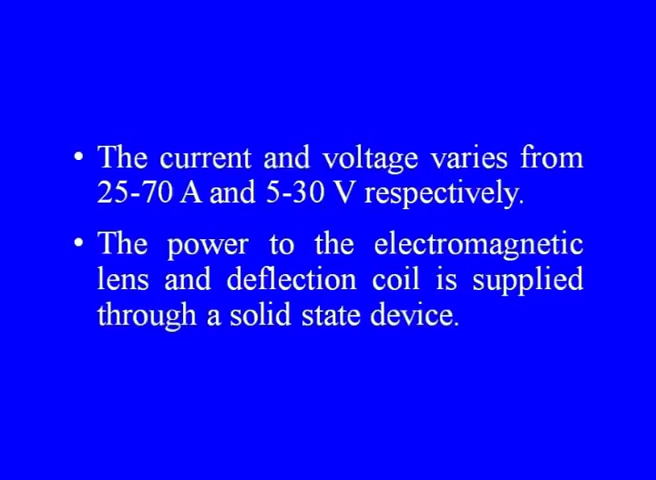 • The current and voltage varies from
25-70 A and 5-30 V respectively.
• The power to the electromagnetic
lens and deflection coil is supplied
through a solid state device.